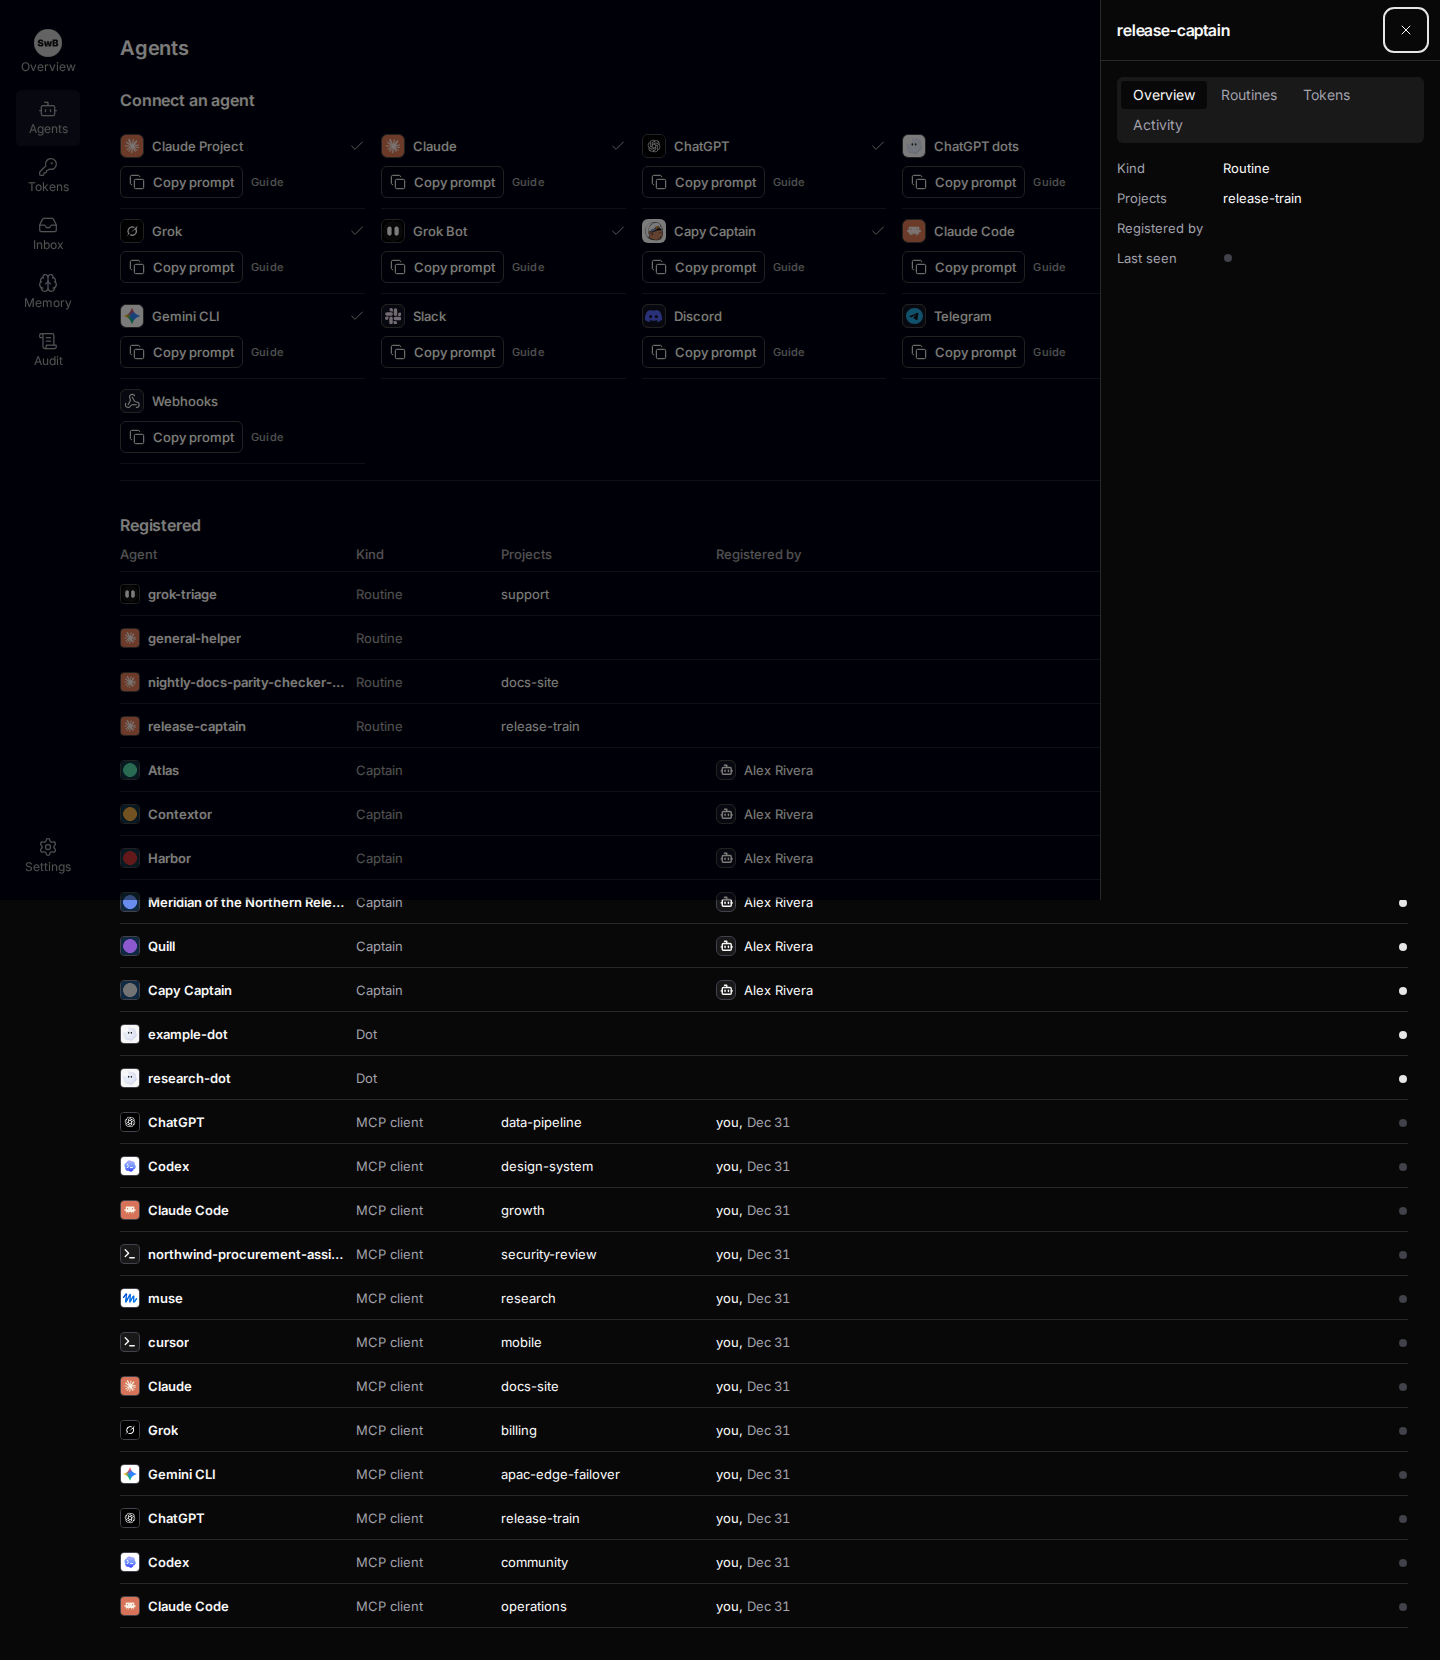 SwB
Overview
Agents
Tokens
Inbox
Memory
Audit
Settings
Agents
Connect an agent
Claude Project
Copy prompt Guide
Claude
Copy prompt Guide
ChatGPT
Copy prompt Guide
ChatGPT dots
Copy prompt Guide
Grok
Copy prompt Guide
Grok Bot
Copy prompt Guide
Capy Captain
Copy prompt Guide
Claude Code
Copy prompt Guide
Gemini CLI
Copy prompt Guide
Slack
Copy prompt Guide
Discord
Copy prompt Guide
Telegram
Copy prompt Guide
Webhooks
Copy prompt Guide
Registered
Agent Kind Projects Registered by
grok-triage Routine support
general-helper Routine
nightly-docs-parity-checker-... Routine docs-site
release-captain Routine release-train
Atlas Captain Alex Rivera
Contextor Captain Alex Rivera
Harbor Captain Alex Rivera
Meridian of the Northern Rele... Captain Alex Rivera
Quill Captain Alex Rivera
Capy Captain Captain Alex Rivera
example-dot Dot
research-dot Dot
ChatGPT MCP client data-pipeline you, Dec 31
Codex MCP client design-system you, Dec 31
Claude Code MCP client growth you, Dec 31
northwind-procurement-assi... MCP client security-review you, Dec 31
muse MCP client research you, Dec 31
cursor MCP client mobile you, Dec 31
Claude MCP client docs-site you, Dec 31
Grok MCP client billing you, Dec 31
Gemini CLI MCP client apac-edge-failover you, Dec 31
ChatGPT MCP client release-train you, Dec 31
Codex MCP client community you, Dec 31
Claude Code MCP client operations you, Dec 31
release-captain
Overview Routines Tokens
Activity
Kind Routine
Projects release-train
Registered by
Last seen